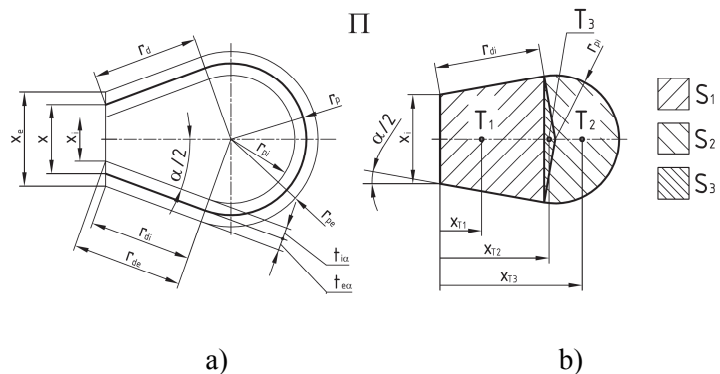 П
r_d
x_e
x
x_i
α/2
r_p
r_pi
r_pe
r_di
r_de
t_iα
t_eα
a)
T_3
r_di
r_pi
x_i
α/2
T_1
T_2
x_T1
x_T2
x_T3
S_1
S_2
S_3
b)